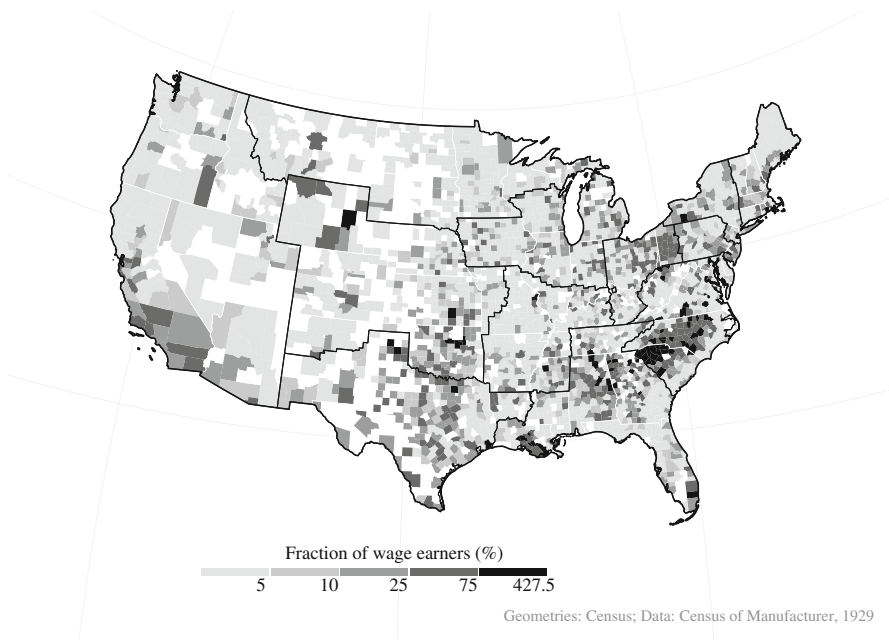 Fraction of wage earners (%)
5 10 25 75 427.5
Geometries: Census; Data: Census of Manufacturer, 1929